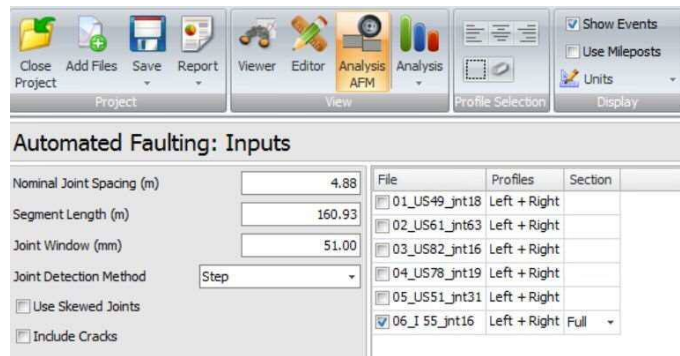 Close Project
Add Files
Save
Report
Viewer
Editor
Analysis AFM
Analysis
Show Events
Use Mileposts
Units
Project
View
Profile Selection
Display
Automated Faulting: Inputs
Nominal Joint Spacing (m) 4.88
Segment Length (m) 160.93
Joint Window (mm) 51.00
Joint Detection Method Step
Use Skewed Joints
Include Cracks
File Profiles Section
01_US49_jnt18 Left + Right
02_US61_jnt63 Left + Right
03_US82_jnt16 Left + Right
04_US78_jnt19 Left + Right
05_US51_jnt31 Left + Right
06_I 55_jnt16 Left + Right Full